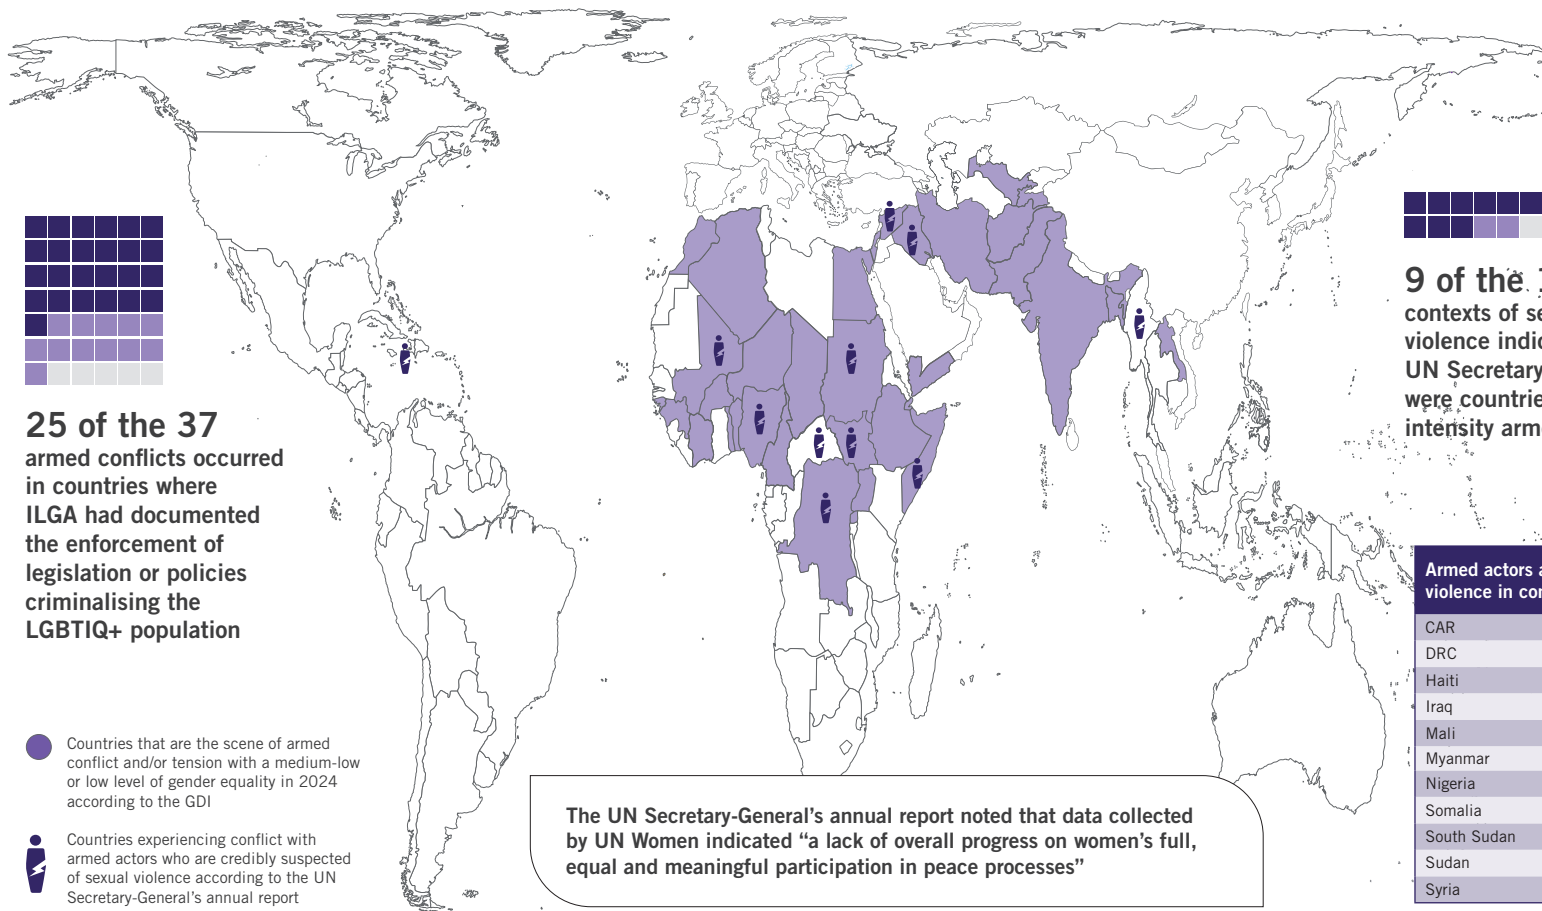 25 of the 37
armed conflicts occurred
in countries where
ILGA had documented
the enforcement of
legislation or policies
criminalising the
LGBTIQ+ population
Countries that are the scene of armed
conflict and/or tension with a medium-low
or low level of gender equality in 2024
according to the GDI
Countries experiencing conflict with
armed actors who are credibly suspected
of sexual violence according to the UN
Secretary-General's annual report
The UN Secretary-General's annual report noted that data collected
by UN Women indicated “a lack of overall progress on women's full,
equal and meaningful participation in peace processes”
9 of the
contexts of
violence
UN Secretary
were
intensity
Armed actors
violence in
CAR
DRC
Haiti
Iraq
Mali
Myanmar
Nigeria
Somalia
South Sudan
Sudan
Syria